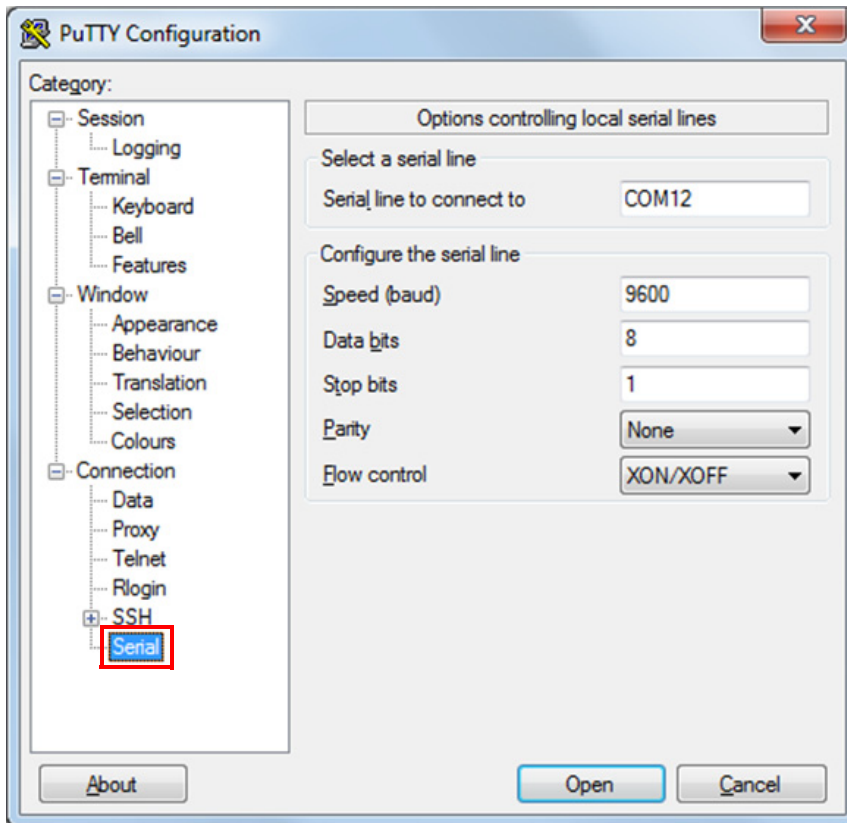 PuTTY Configuration
Category:
Session
Logging
Terminal
Keyboard
Bell
Features
Window
Appearance
Behaviour
Translation
Selection
Colours
Connection
Data
Proxy
Telnet
Rlogin
SSH
Serial
Options controlling local serial lines
Select a serial line
Serial line to connect to COM12
Configure the serial line
Speed (baud) 9600
Data bits 8
Stop bits 1
Parity None
Flow control XON/XOFF
About Open Cancel